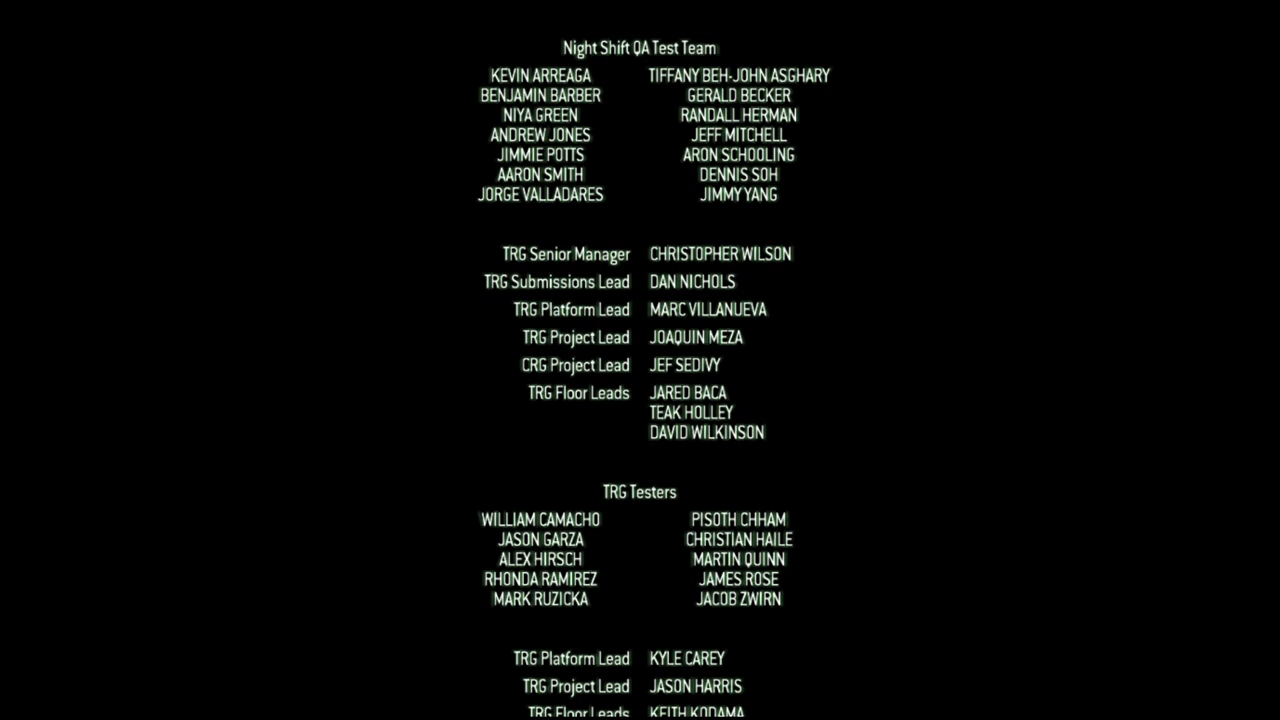 Night Shift QA Test Team
KEVIN ARREAGA TIFFANY BEH-JOHN ASGHARY
BENJAMIN BARBER GERALD BECKER
NIYA GREEN RANDALL HERMAN
ANDREW JONES JEFF MITCHELL
JIMMIE POTTS ARON SCHOOLING
AARON SMITH DENNIS SOH
JORGE VALLADARES JIMMY YANG
TRG Senior Manager CHRISTOPHER WILSON
TRG Submissions Lead DAN NICHOLS
TRG Platform Lead MARC VILLANUEVA
TRG Project Lead JOAQUIN MEZA
CRG Project Lead JEF SEDIVY
TRG Floor Leads JARED BACA
TEAK HOLLEY
DAVID WILKINSON
TRG Testers
WILLIAM CAMACHO PISOTH CHHAM
JASON GARZA CHRISTIAN HAILE
ALEX HIRSCH MARTIN QUINN
RHONDA RAMIREZ JAMES ROSE
MARK RUZICKA JACOB ZWIRN
TRG Platform Lead KYLE CAREY
TRG Project Lead JASON HARRIS
TRG Floor Leads KEITH KODAMA